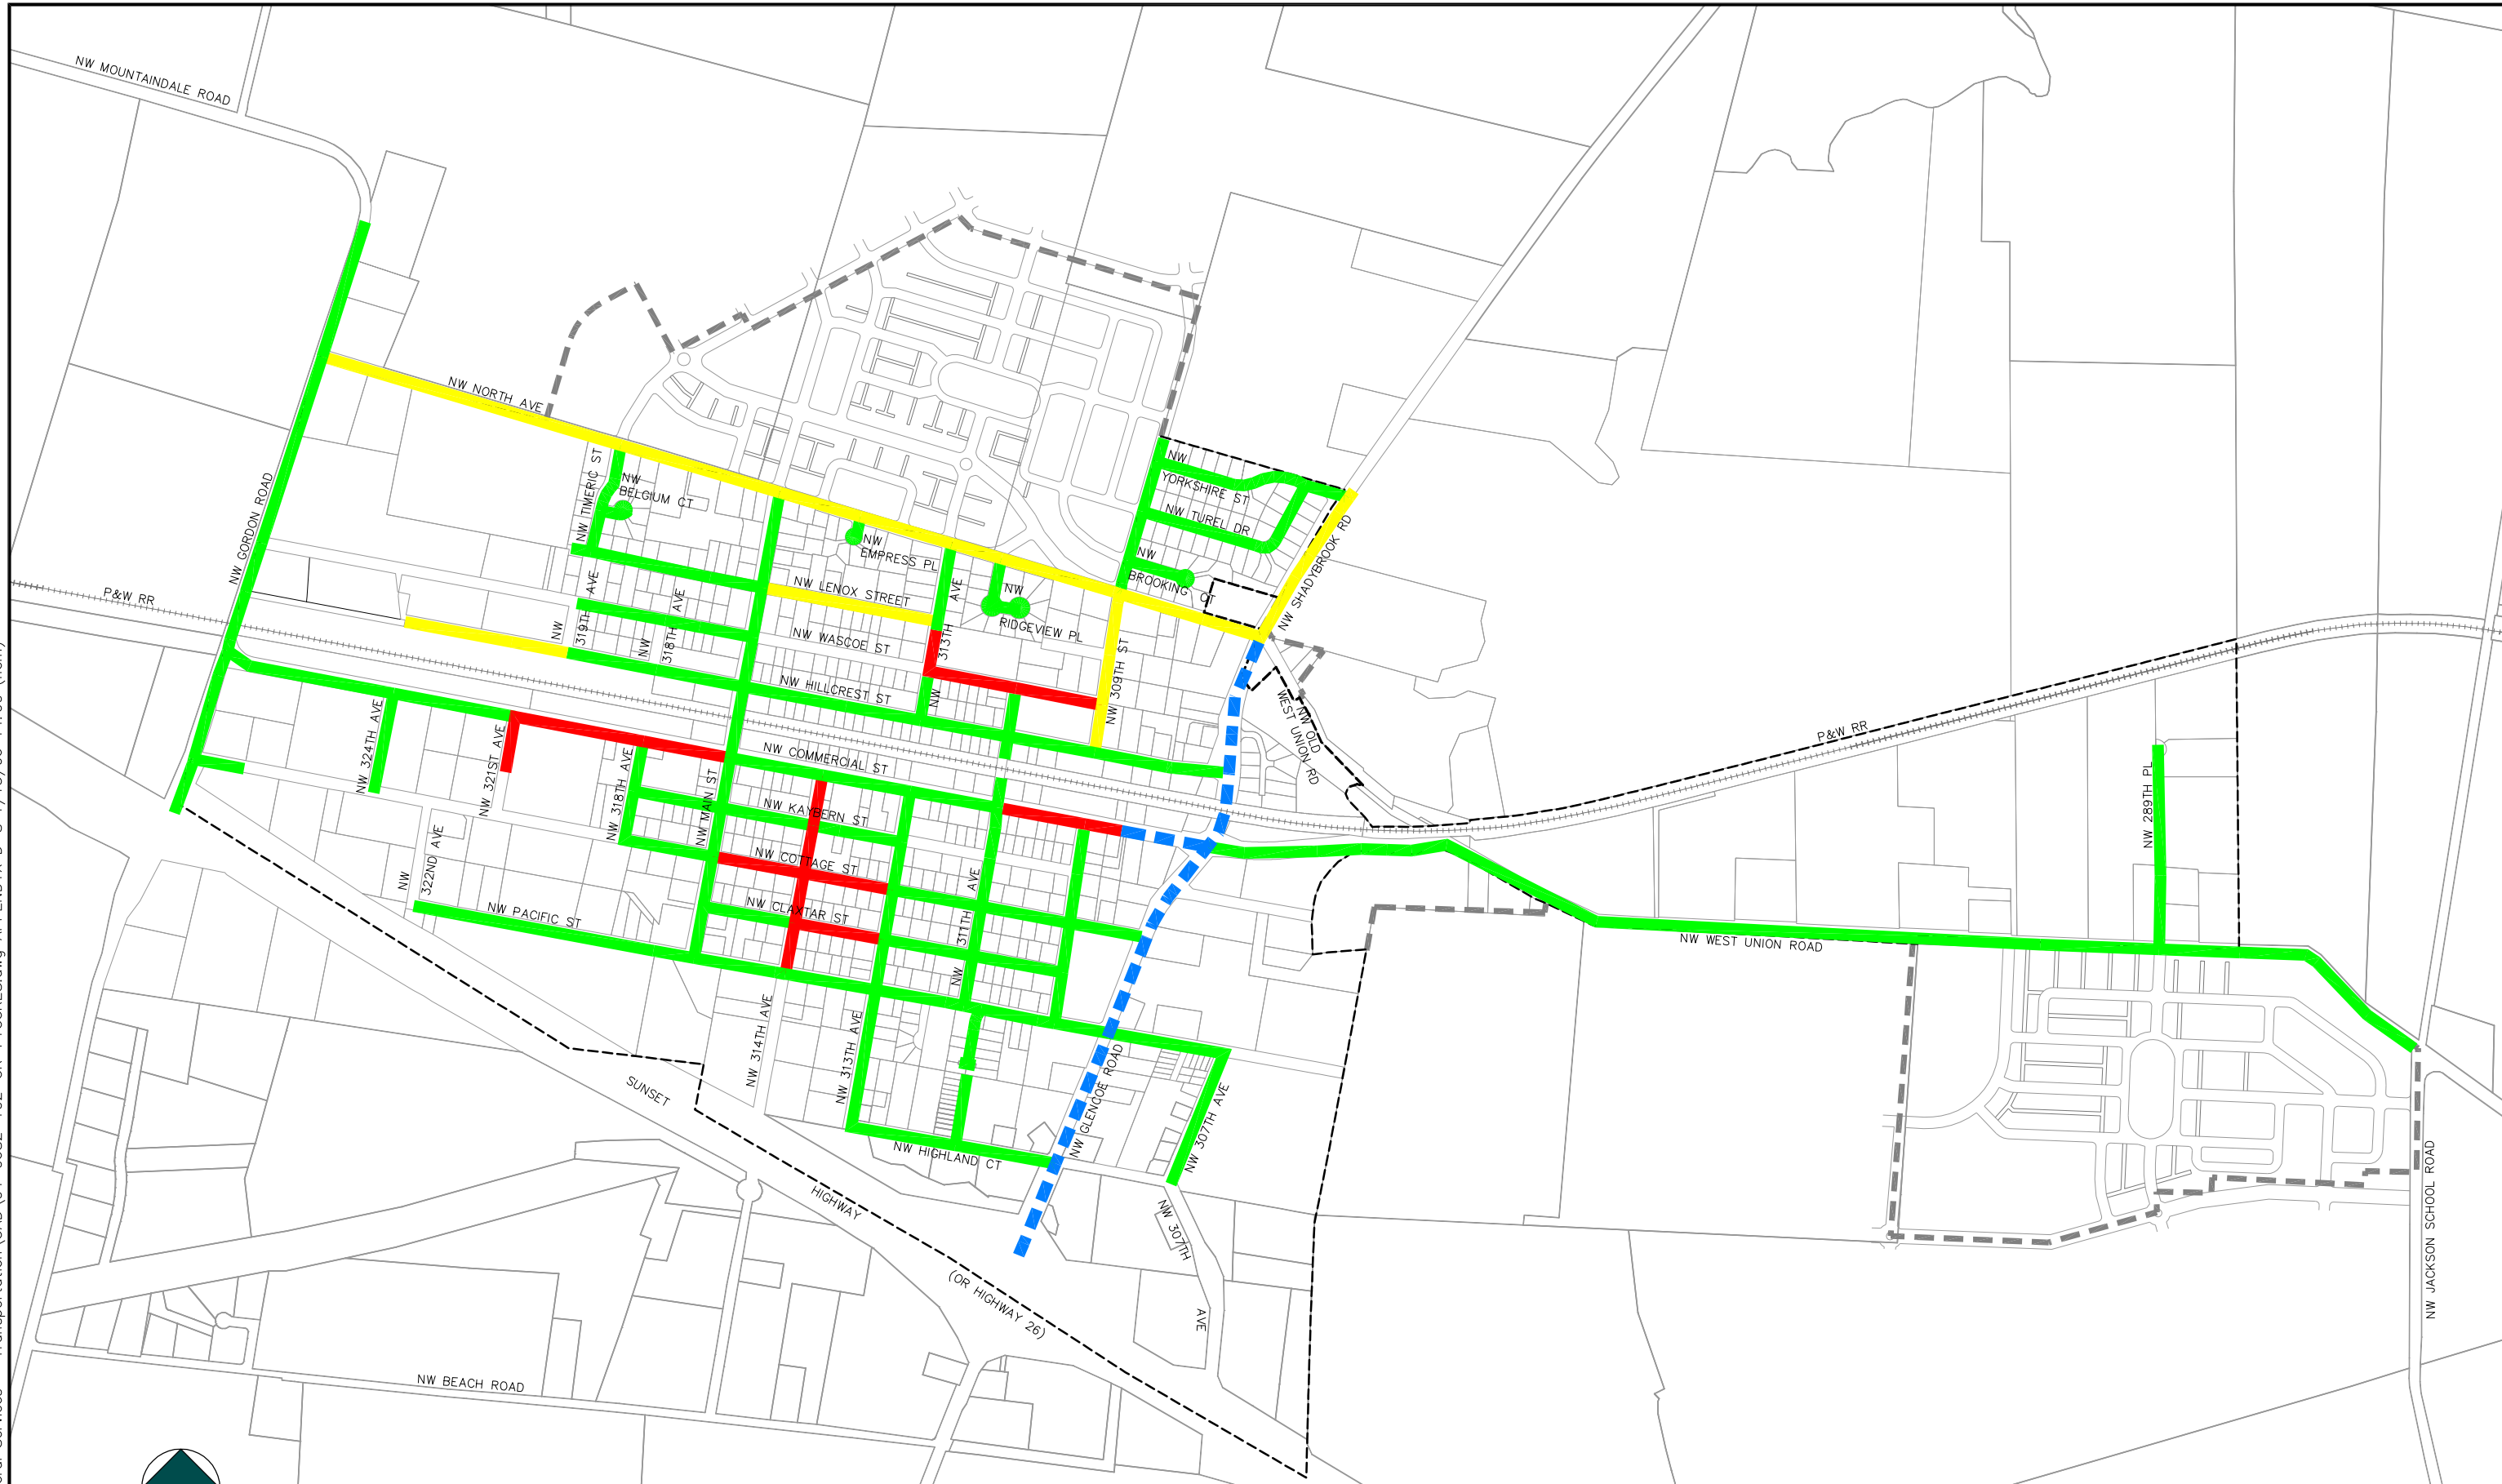 NW MOUNTAINDALE ROAD
NW NORTH AVE
NW GORDON ROAD
P&W RR
NW TIMERIC ST
NW
BELGIUM CT
NW
EMPRESS PL
NW
YORKSHIRE ST
NW TUREL DR
NW
BROOKING CT
NW SHADYBROOK RD
NW
319TH AVE
NW
318TH AVE
NW LENOX STREET
NW WASCOE ST
NW
313TH AVE
NW
RIDGEVIEW PL
NW 309TH ST
NW HILLCREST ST
NW OLD
WEST UNION RD
P&W RR
NW 324TH AVE
NW 321ST AVE
NW 318TH AVE
NW MAIN ST
NW COMMERCIAL ST
NW KAYBERN ST
NW COTTAGE ST
NW CLAXTAR ST
NW
322ND AVE
NW PACIFIC ST
NW
311TH AVE
NW 289TH PL
NW WEST UNION ROAD
NW 314TH AVE
NW 313TH AVE
NW GLENCOE ROAD
NW 307TH AVE
NW HIGHLAND CT
NW 307TH
AVE
SUNSET
HIGHWAY
(OR HIGHWAY 26)
NW BEACH ROAD
NW JACKSON SCHOOL ROAD